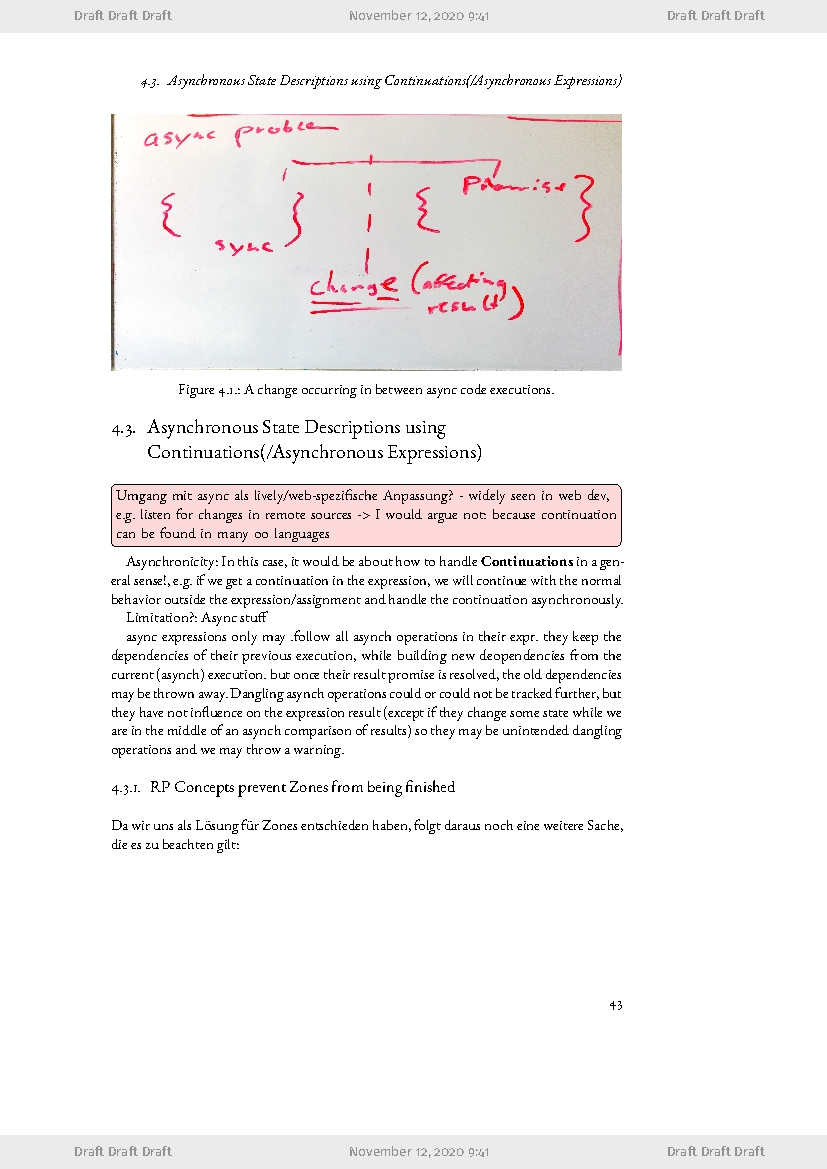 Draft Draft Draft November 12, 2020 9:41 Draft Draft Draft
4.3. Asynchronous State Descriptions using Continuations(/Asynchronous Expressions)
async problem
{ } { Promise }
sync
change (affecting
result)
Figure 4.1.: A change occurring in between async code executions.
4.3. Asynchronous State Descriptions using
Continuations(/Asynchronous Expressions)
Umgang mit async als lively/web-spezifische Anpassung? - widely seen in web dev,
e.g. listen for changes in remote sources -> I would argue not: because continuation
can be found in many oo languages
Asynchronicity: In this case, it would be about how to handle Continuations in a gen-
eral sense!, e.g. if we get a continuation in the expression, we will continue with the normal
behavior outside the expression/assignment and handle the continuation asynchronously.
Limitation?: Async stuff
async expressions only may .follow all asynch operations in their expr. they keep the
dependencies of their previous execution, while building new deopendencies from the
current (asynch) execution. but once their result promise is resolved, the old dependencies
may be thrown away. Dangling asynch operations could or could not be tracked further, but
they have not influence on the expression result (except if they change some state while we
are in the middle of an asynch comparison of results) so they may be unintended dangling
operations and we may throw a warning.
4.3.1. RP Concepts prevent Zones from being finished
Da wir uns als Lösung für Zones entschieden haben, folgt daraus noch eine weitere Sache,
die es zu beachten gilt:
43
Draft Draft Draft November 12, 2020 9:41 Draft Draft Draft